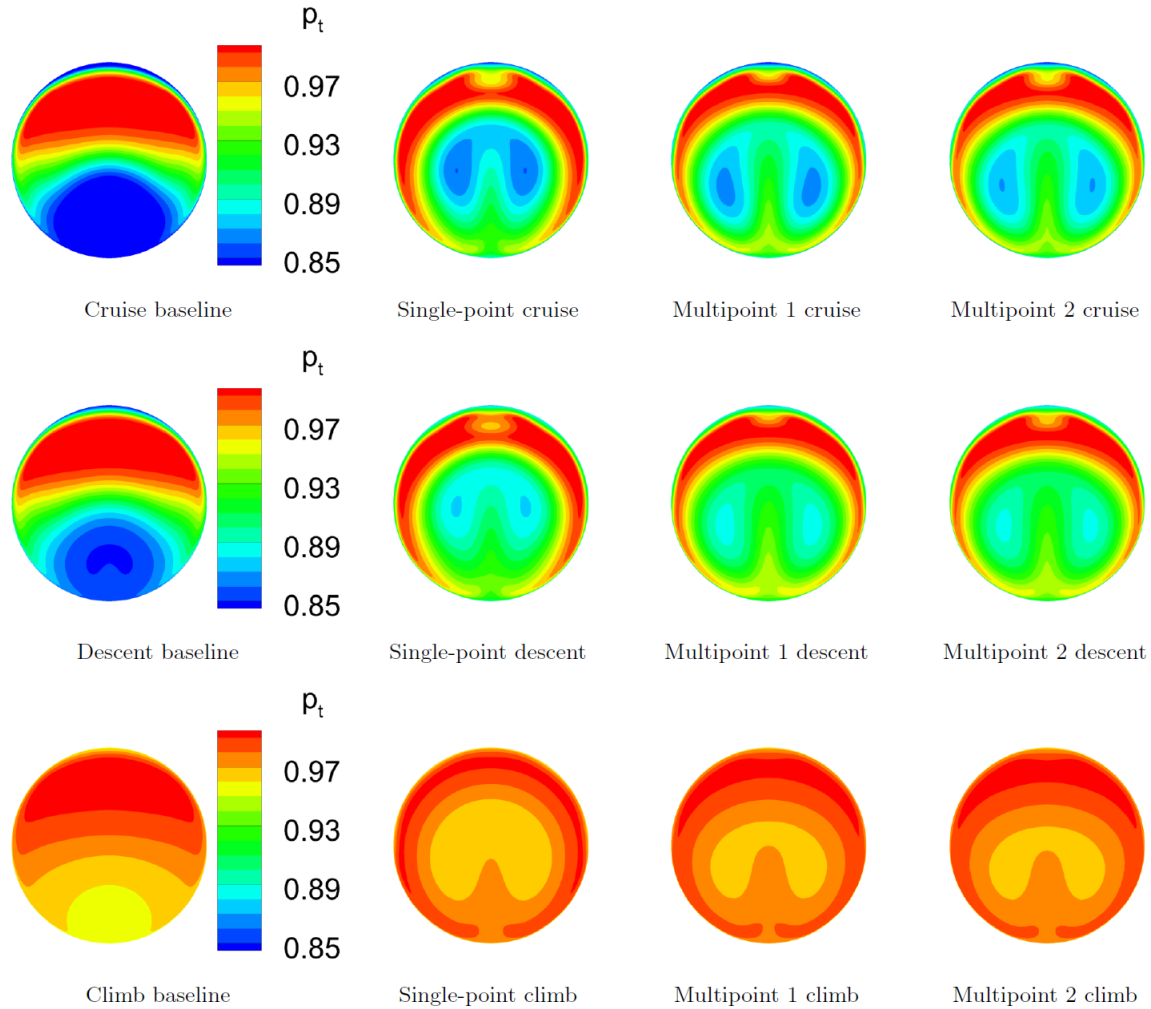 p_t
0.97
0.93
0.89
0.85
Cruise baseline
Single-point cruise
Multipoint 1 cruise
Multipoint 2 cruise
p_t
0.97
0.93
0.89
0.85
Descent baseline
Single-point descent
Multipoint 1 descent
Multipoint 2 descent
p_t
0.97
0.93
0.89
0.85
Climb baseline
Single-point climb
Multipoint 1 climb
Multipoint 2 climb